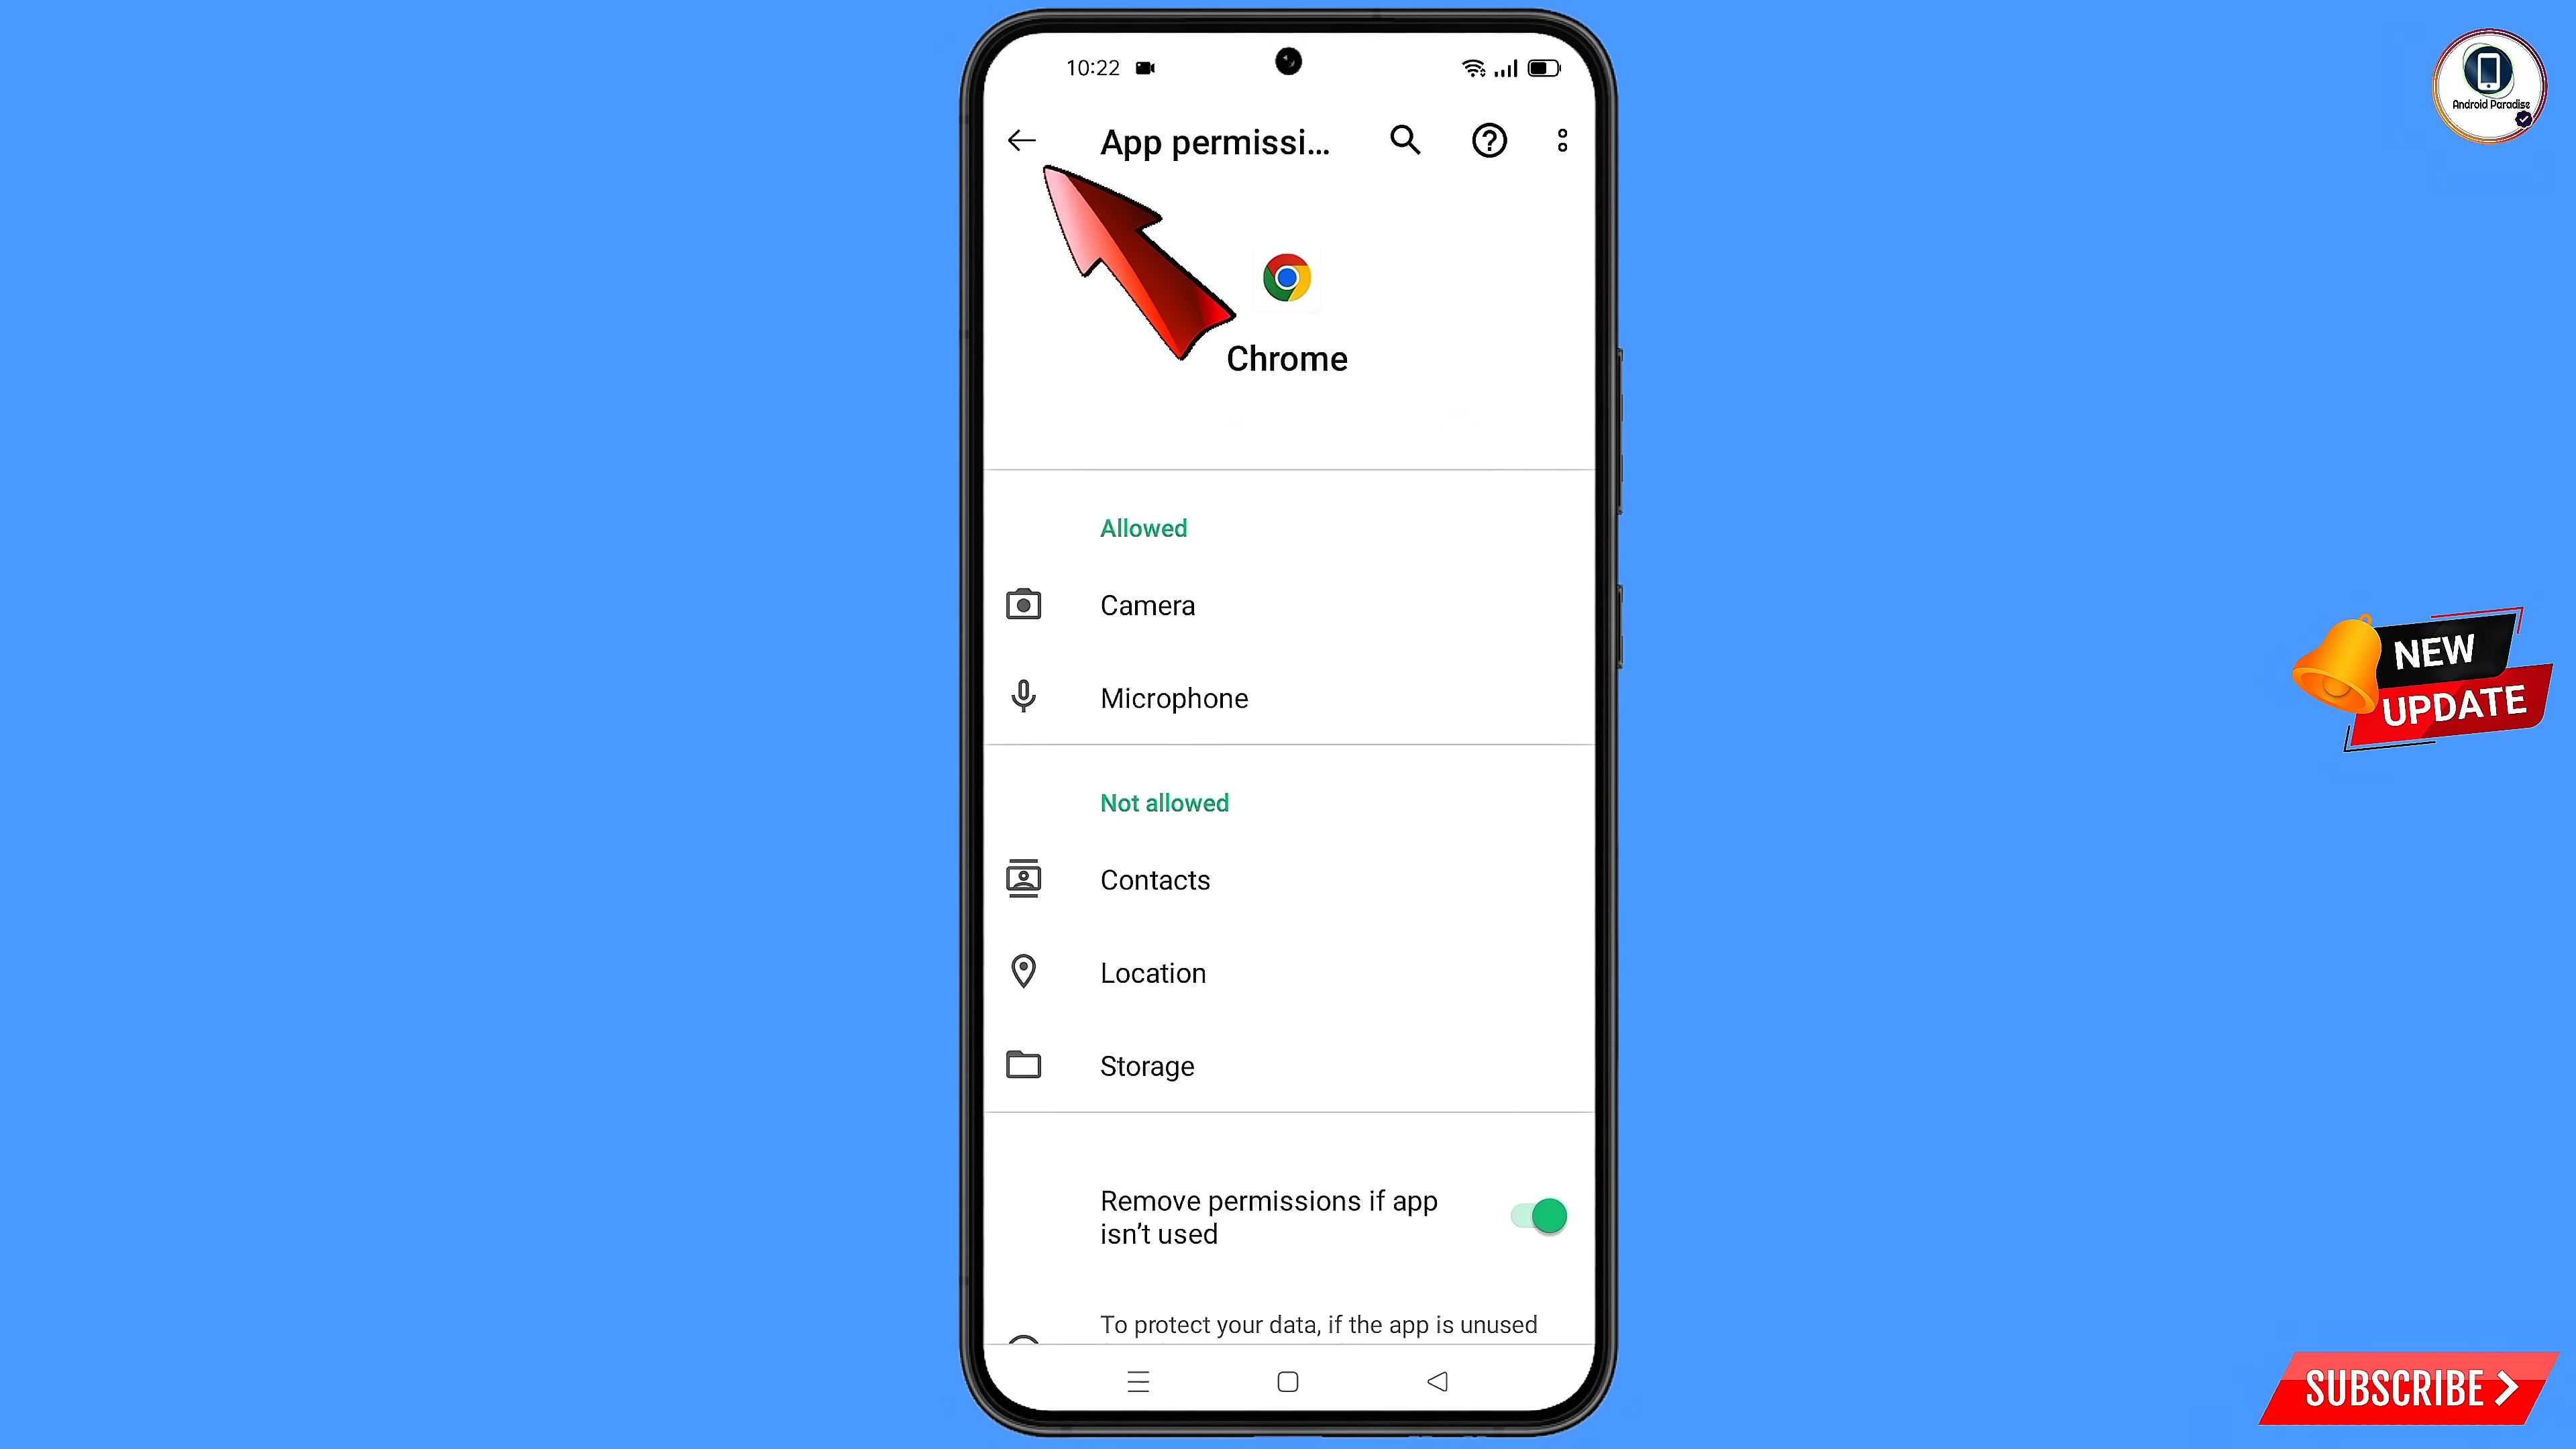 10:22
App permissi...
Chrome
Allowed
Camera
Microphone
Not allowed
Contacts
Location
Storage
Remove permissions if app
isn't used
To protect your data, if the app is unused
Android Paradise
NEW
UPDATE
SUBSCRIBE